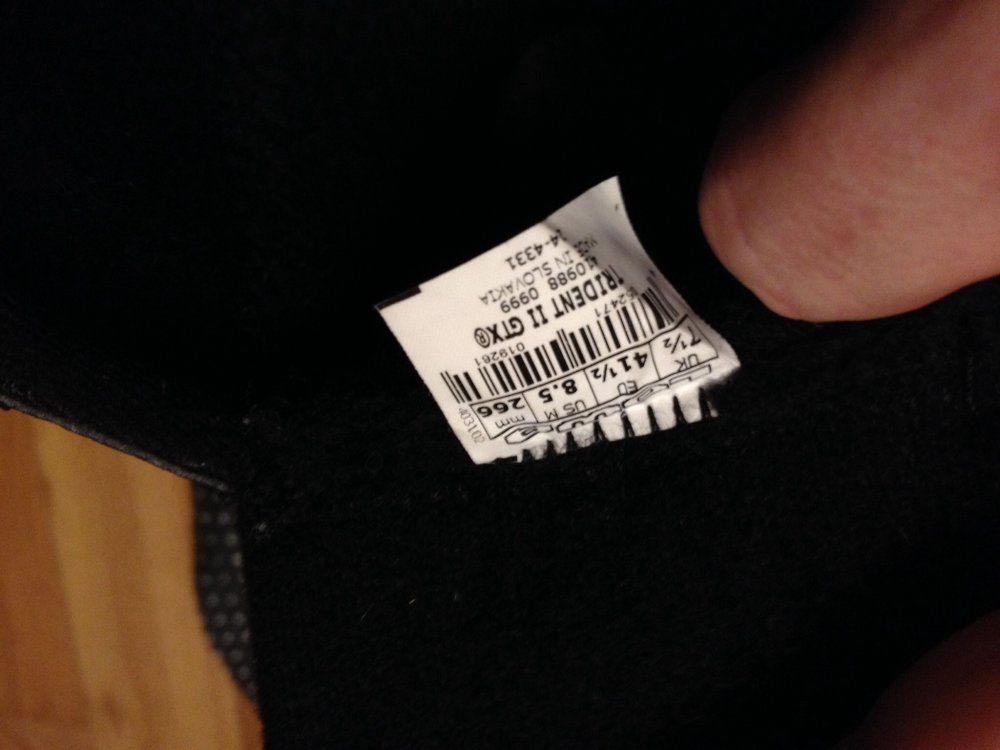 UK EU US M mm
7½ 41½ 8.5 266
52471 019261
TRIDENT II GTX®
410988 0999
MADE IN SLOVAKIA
14-4331